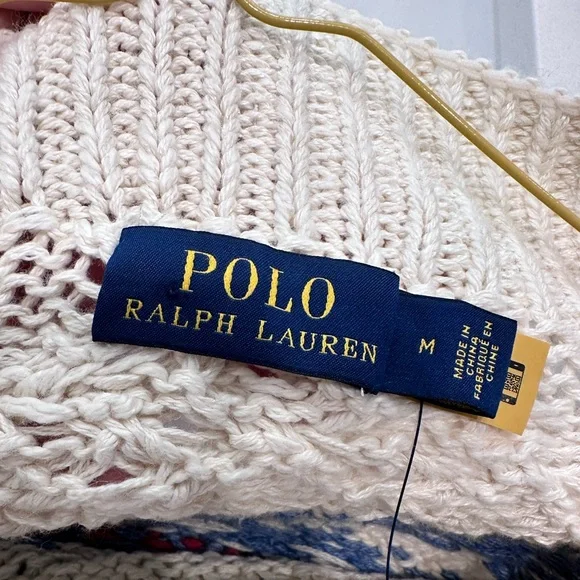 POLO
RALPH LAUREN
M
MADE IN
CHINA
FABRIQUÉ EN
CHINE